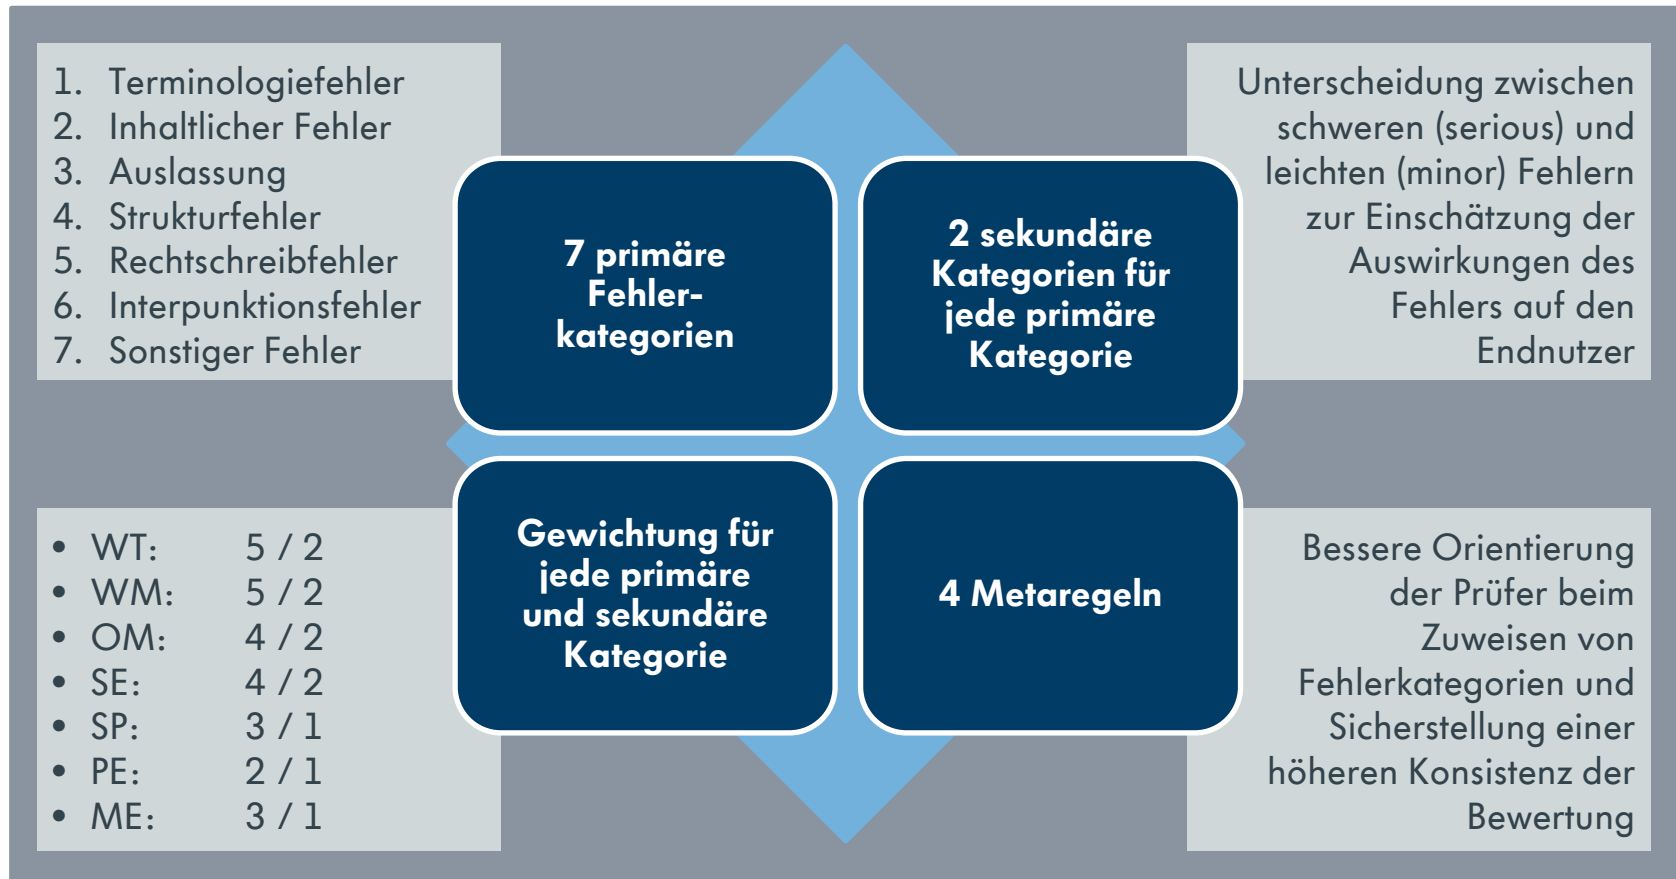 1. Terminologiefehler
2. Inhaltlicher Fehler
3. Auslassung
4. Strukturfehler
5. Rechtschreibfehler
6. Interpunktionsfehler
7. Sonstiger Fehler
7 primäre
Fehler-
kategorien
2 sekundäre
Kategorien für
jede primäre
Kategorie
Unterscheidung zwischen
schweren (serious) und
leichten (minor) Fehlern
zur Einschätzung der
Auswirkungen des
Fehlers auf den
Endnutzer
• WT: 5 / 2
• WM: 5 / 2
• OM: 4 / 2
• SE: 4 / 2
• SP: 3 / 1
• PE: 2 / 1
• ME: 3 / 1
Gewichtung für
jede primäre
und sekundäre
Kategorie
4 Metaregeln
Bessere Orientierung
der Prüfer beim
Zuweisen von
Fehlerkategorien und
Sicherstellung einer
höheren Konsistenz der
Bewertung